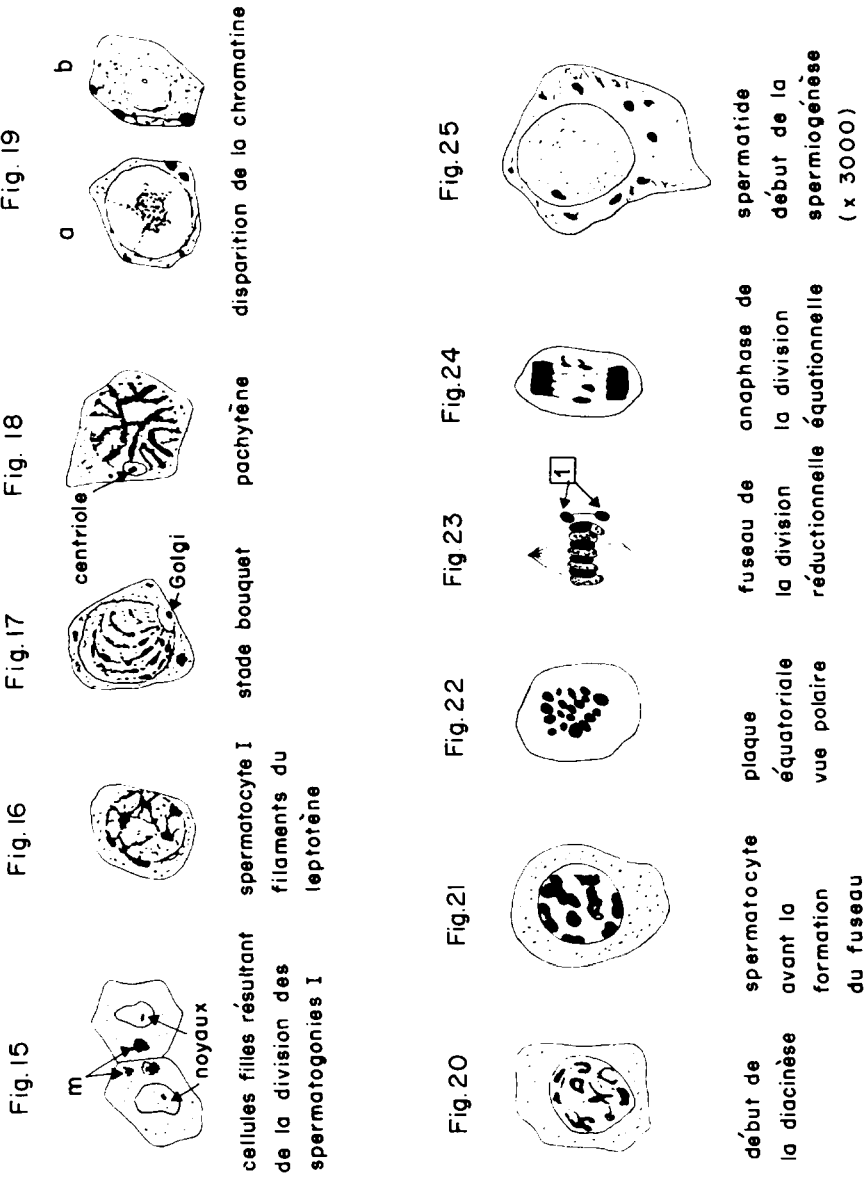 Fig. 15
m
noyaux
cellules filles résultant
de la division des
spermatogonies I
Fig. 16
spermatocyte I
filaments du
leptotène
Fig. 17
Golgi
stade bouquet
Fig. 18
centriole
pachytène
Fig. 19
a
b
disparition de la chromatine
Fig. 20
début de
la diacinèse
Fig. 21
spermatocyte
avant la
formation
du fuseau
Fig. 22
plaque
équatoriale
vue polaire
Fig. 23
1
fuseau de
la division
réductionnelle
Fig. 24
anaphase de
la division
équationnelle
Fig. 25
spermatide
début de la
spermiogénèse
(x 3000)